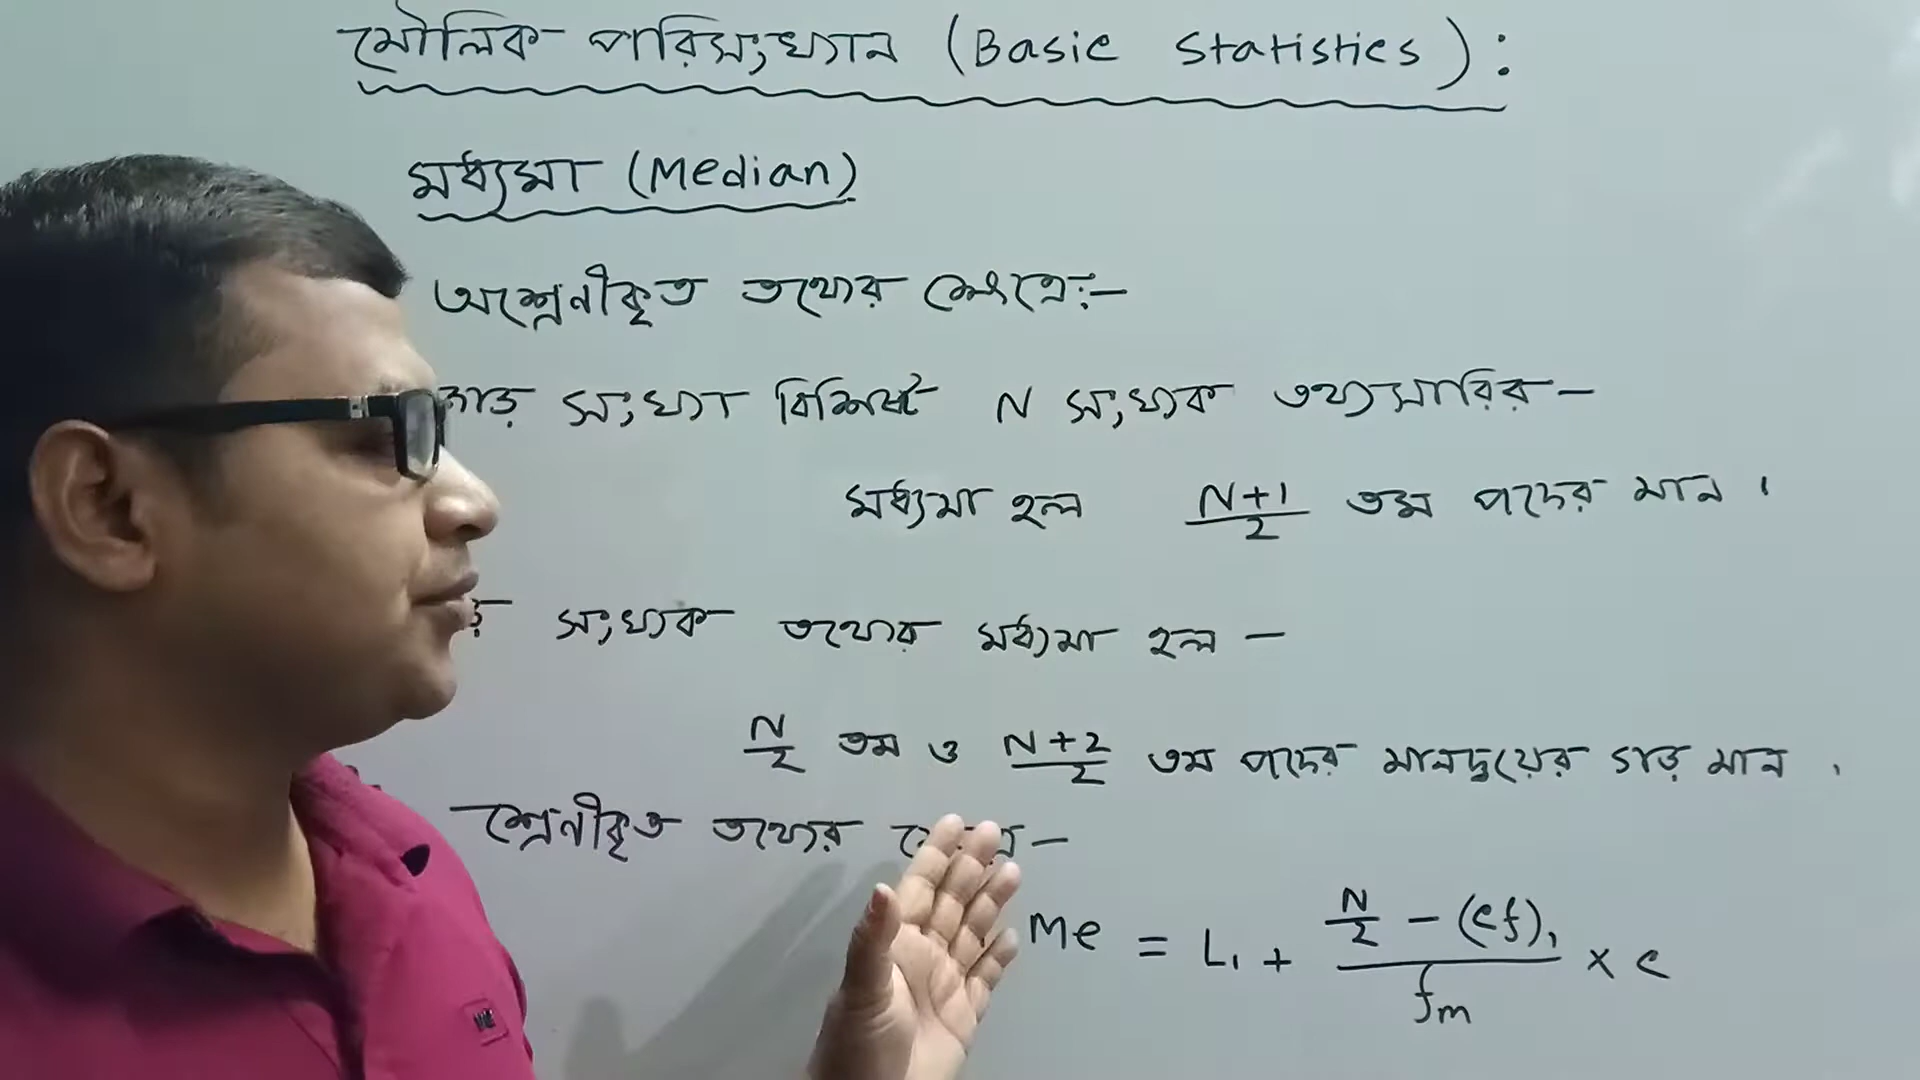 মৌলিক পরিসংখ্যান (Basic Statistics):
মধ্যমা (Median)
অশ্রেণীকৃত তথ্যের ক্ষেত্রে:-
সংখ্যা বিশিষ্ট N সংখ্যক তথ্যসারির -
মধ্যমা হল N+1/2 তম পদের মান।
সংখ্যক তথ্যের মধ্যমা হল -
N/2 তম ও N+2/2 তম পদের মানদ্বয়ের গড় মান।
শ্রেণীকৃত তথ্যের -
Me = L₁ + (N/2 - (cf)₁)/fm × c